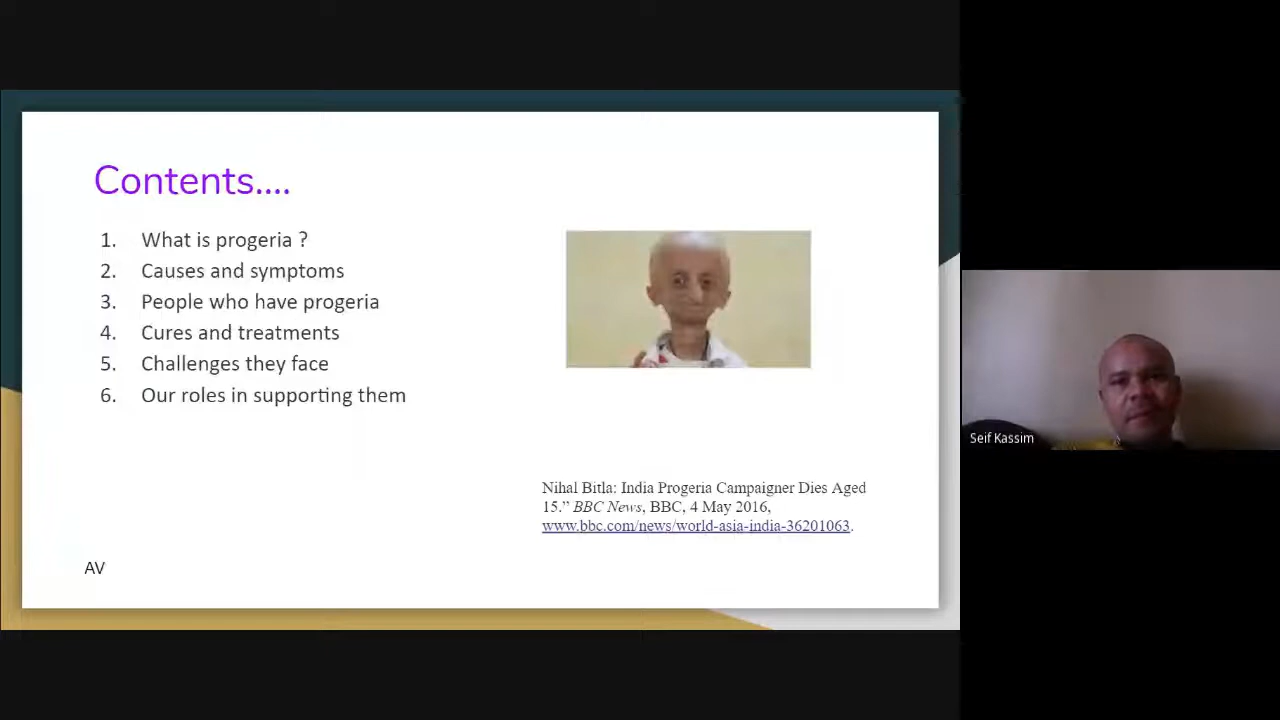 Contents....
1. What is progeria ?
2. Causes and symptoms
3. People who have progeria
4. Cures and treatments
5. Challenges they face
6. Our roles in supporting them
Nihal Bitla: India Progeria Campaigner Dies Aged
15.” BBC News, BBC, 4 May 2016,
www.bbc.com/news/world-asia-india-36201063.
AV
Seif Kassim